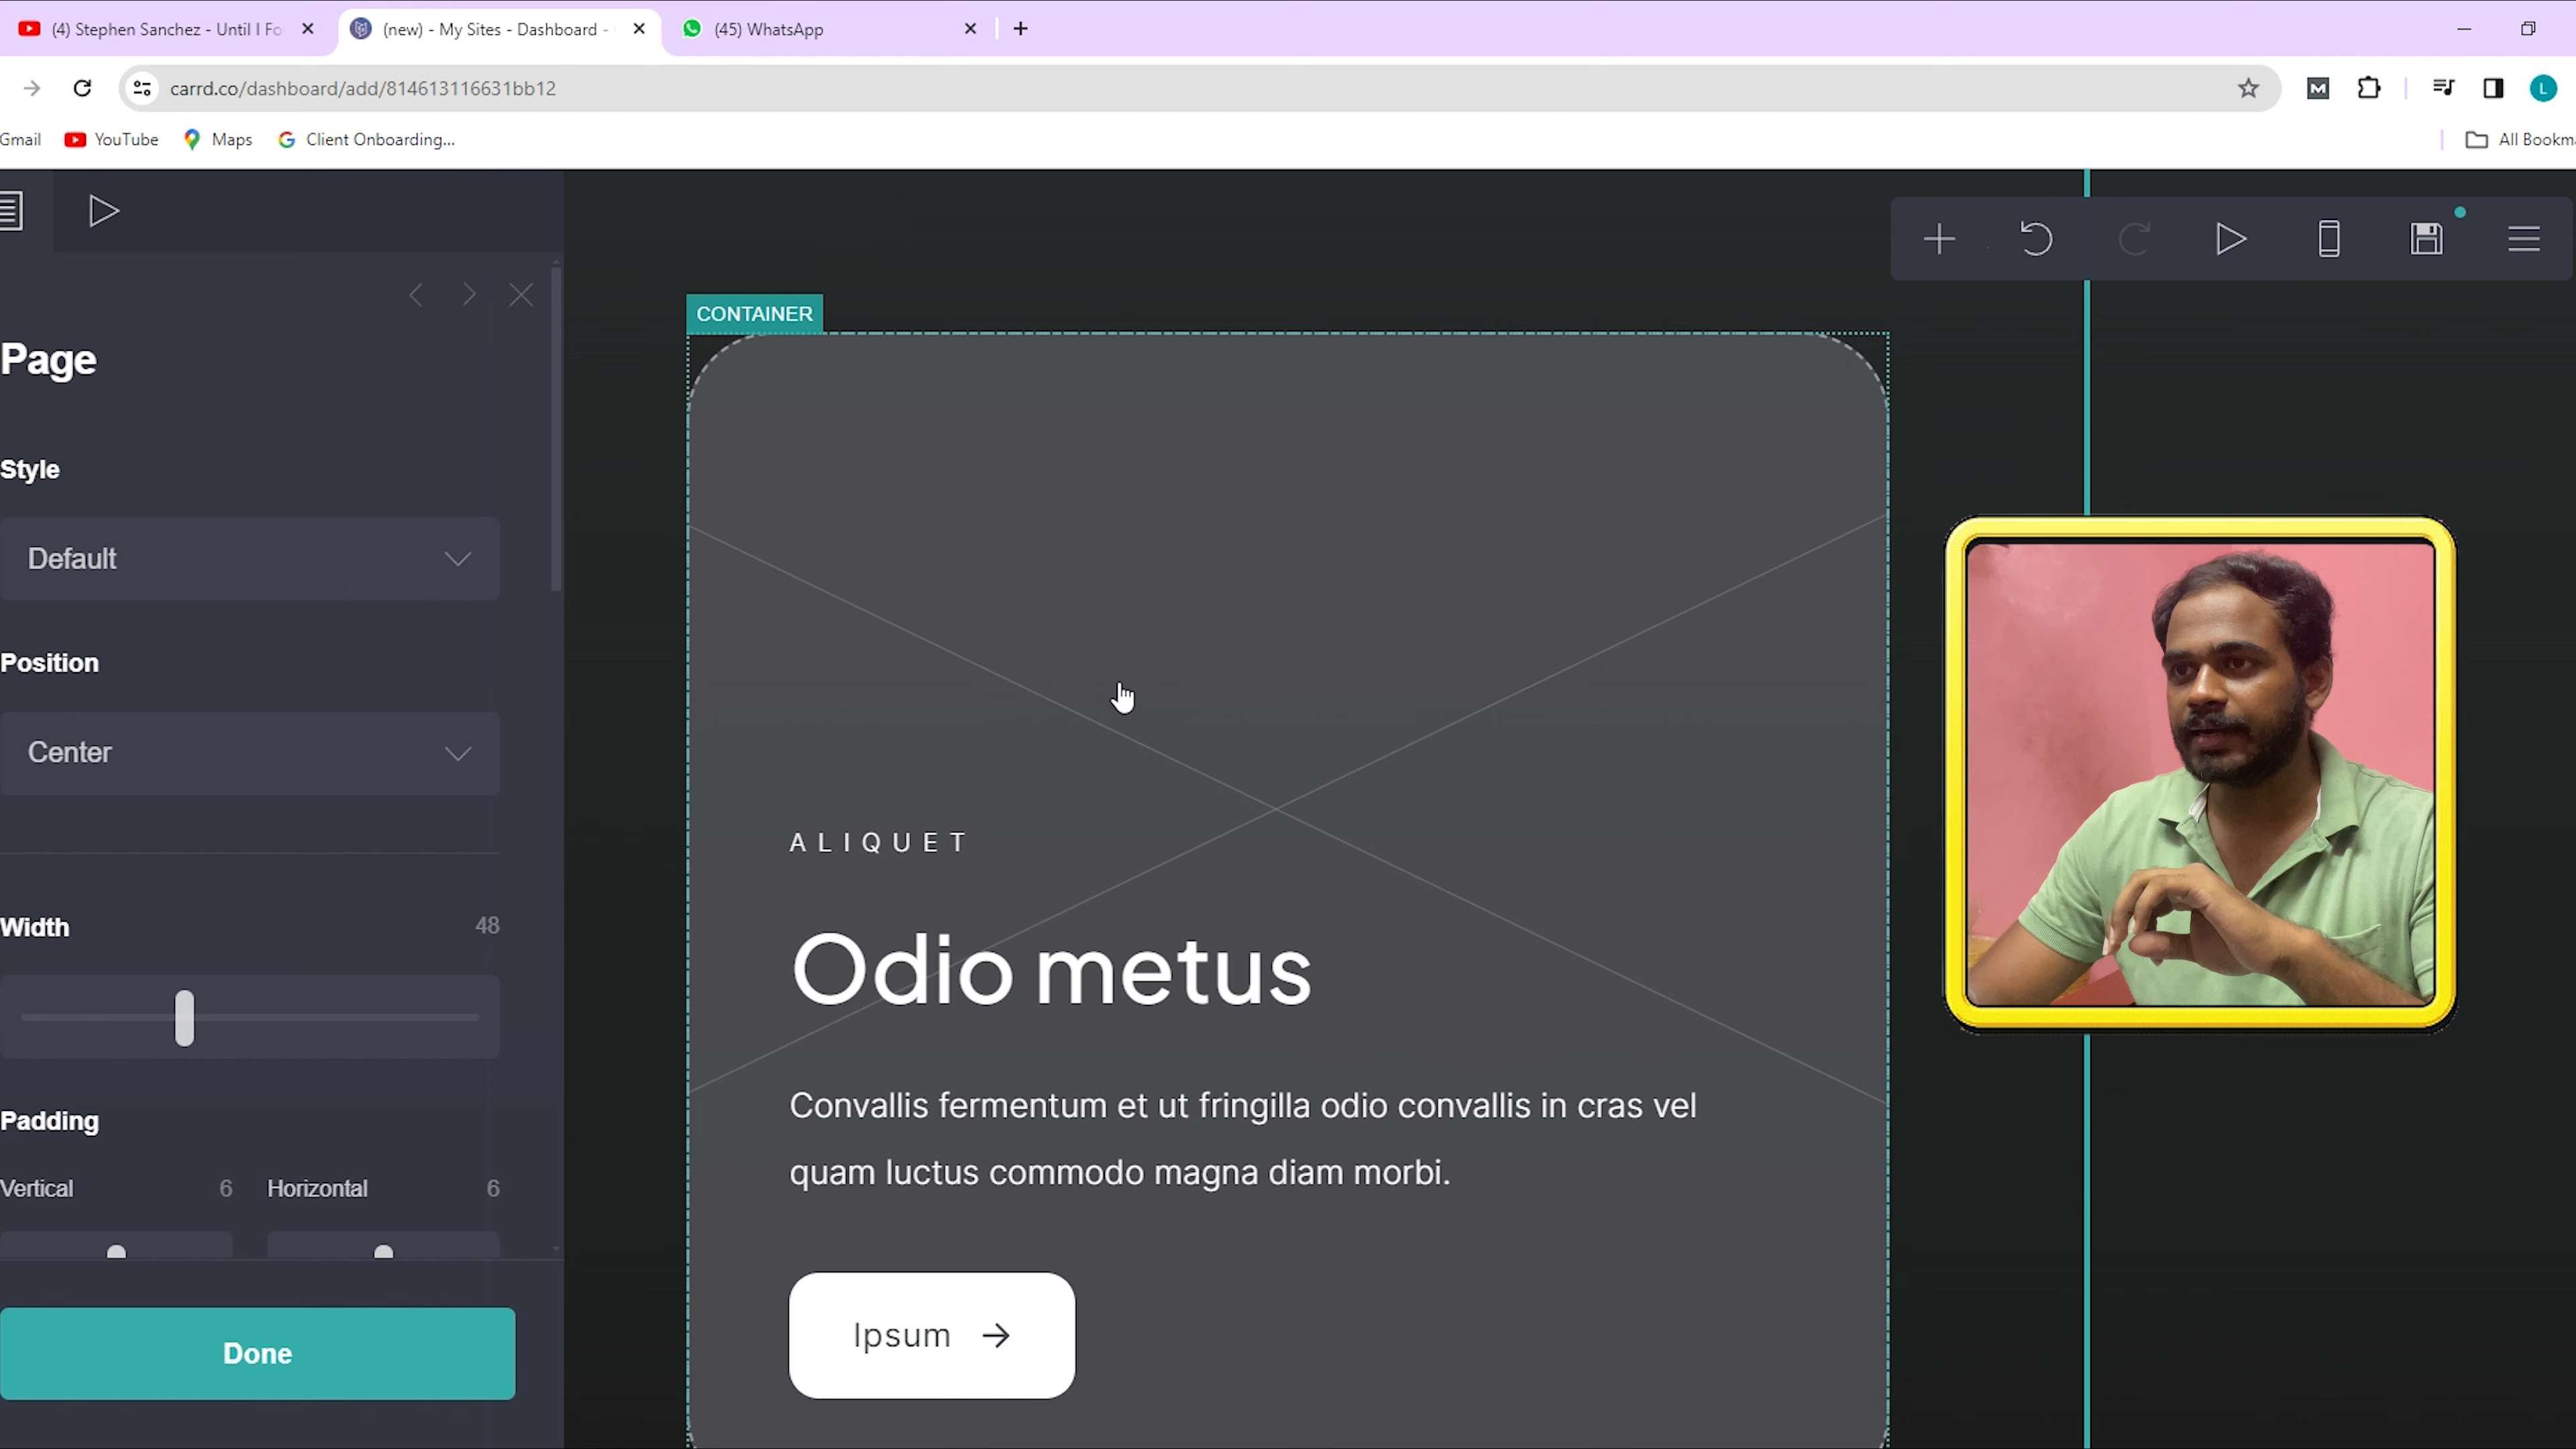 (4) Stephen Sanchez - Until I Fo
(new) - My Sites - Dashboard -
(45) WhatsApp
carrd.co/dashboard/add/814613116631bb12
M
L
Gmail
YouTube
Maps
Client Onboarding...
All Bookm
Page
Style
Default
Position
Center
Width 48
Padding
Vertical 6 Horizontal 6
Done
CONTAINER
ALIQUET
Odio metus
Convallis fermentum et ut fringilla odio convallis in cras vel
quam luctus commodo magna diam morbi.
Ipsum →